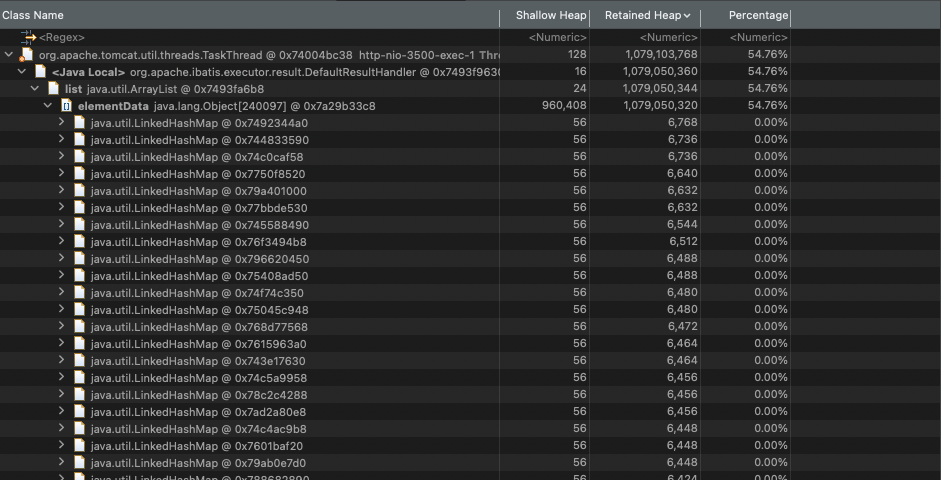 Class Name Shallow Heap Retained Heap Percentage
<Regex> <Numeric> <Numeric> <Numeric>
org.apache.tomcat.util.threads.TaskThread @ 0x74004bc38 http-nio-3500-exec-1 Thre 128 1,079,103,768 54.76%
<Java Local> org.apache.ibatis.executor.result.DefaultResultHandler @ 0x7493f9630 16 1,079,050,360 54.76%
list java.util.ArrayList @ 0x7493fa6b8 24 1,079,050,344 54.76%
elementData java.lang.Object[240097] @ 0x7a29b33c8 960,408 1,079,050,320 54.76%
java.util.LinkedHashMap @ 0x7492344a0 56 6,768 0.00%
java.util.LinkedHashMap @ 0x744833590 56 6,736 0.00%
java.util.LinkedHashMap @ 0x74c0caf58 56 6,736 0.00%
java.util.LinkedHashMap @ 0x7750f8520 56 6,640 0.00%
java.util.LinkedHashMap @ 0x79a401000 56 6,632 0.00%
java.util.LinkedHashMap @ 0x77bbde530 56 6,632 0.00%
java.util.LinkedHashMap @ 0x745588490 56 6,544 0.00%
java.util.LinkedHashMap @ 0x76f3494b8 56 6,512 0.00%
java.util.LinkedHashMap @ 0x796620450 56 6,488 0.00%
java.util.LinkedHashMap @ 0x75408ad50 56 6,488 0.00%
java.util.LinkedHashMap @ 0x74f74c350 56 6,480 0.00%
java.util.LinkedHashMap @ 0x75045c948 56 6,480 0.00%
java.util.LinkedHashMap @ 0x768d77568 56 6,472 0.00%
java.util.LinkedHashMap @ 0x7615963a0 56 6,464 0.00%
java.util.LinkedHashMap @ 0x743e17630 56 6,464 0.00%
java.util.LinkedHashMap @ 0x74c5a9958 56 6,456 0.00%
java.util.LinkedHashMap @ 0x78c2c4288 56 6,456 0.00%
java.util.LinkedHashMap @ 0x7ad2a80e8 56 6,456 0.00%
java.util.LinkedHashMap @ 0x74c4ac9b8 56 6,448 0.00%
java.util.LinkedHashMap @ 0x7601baf20 56 6,448 0.00%
java.util.LinkedHashMap @ 0x79ab0e7d0 56 6,448 0.00%
java.util.LinkedHashMap @ 56 6,424 0.00%